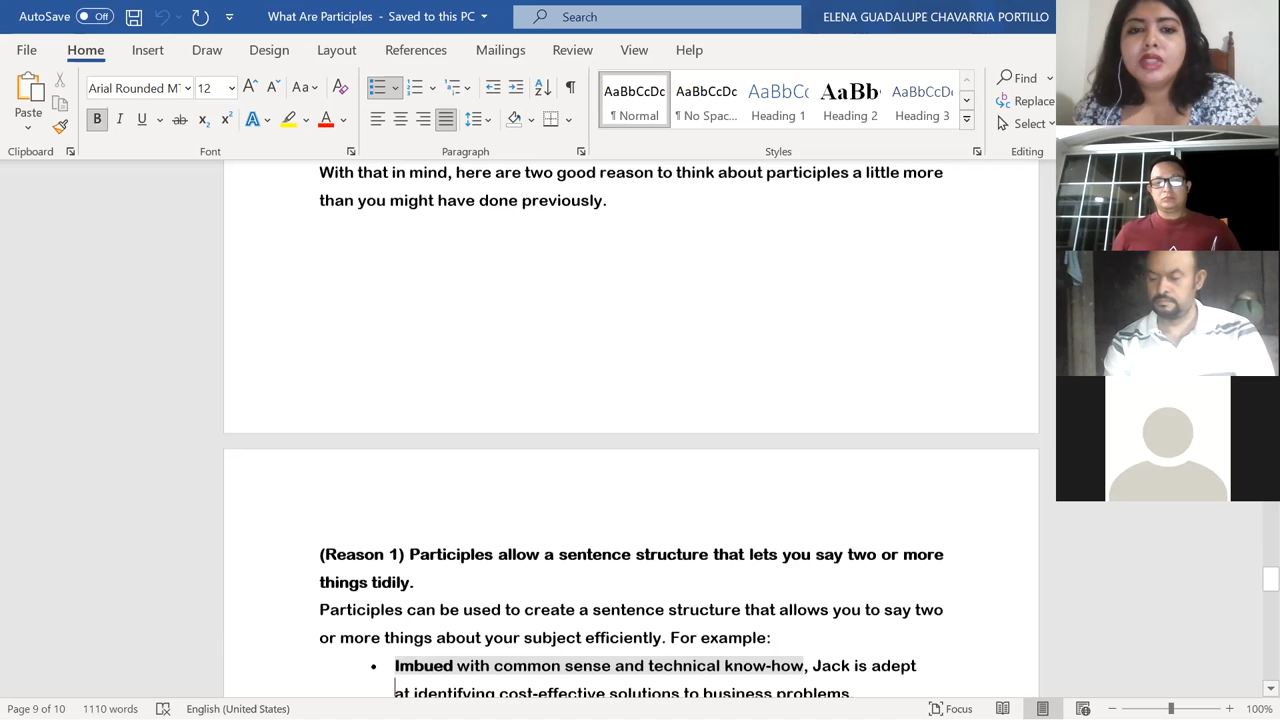 AutoSave Off What Are Participles - Saved to this PC Search ELENA GUADALUPE CHAVARRIA PORTILLO
File Home Insert Draw Design Layout References Mailings Review View Help
Paste Arial Rounded MT 12 Aa AaBbCcDc AaBbCcDc AaBbCc AaBb AaBbCcDc Find
¶ Normal ¶ No Spac... Heading 1 Heading 2 Heading 3 Replace
Select
Clipboard Font Paragraph Styles Editing
With that in mind, here are two good reason to think about participles a little more
than you might have done previously.
(Reason 1) Participles allow a sentence structure that lets you say two or more
things tidily.
Participles can be used to create a sentence structure that allows you to say two
or more things about your subject efficiently. For example:
• Imbued with common sense and technical know-how, Jack is adept
at identifying cost-effective solutions to business problems.
Page 9 of 10 1110 words English (United States) Focus 100%